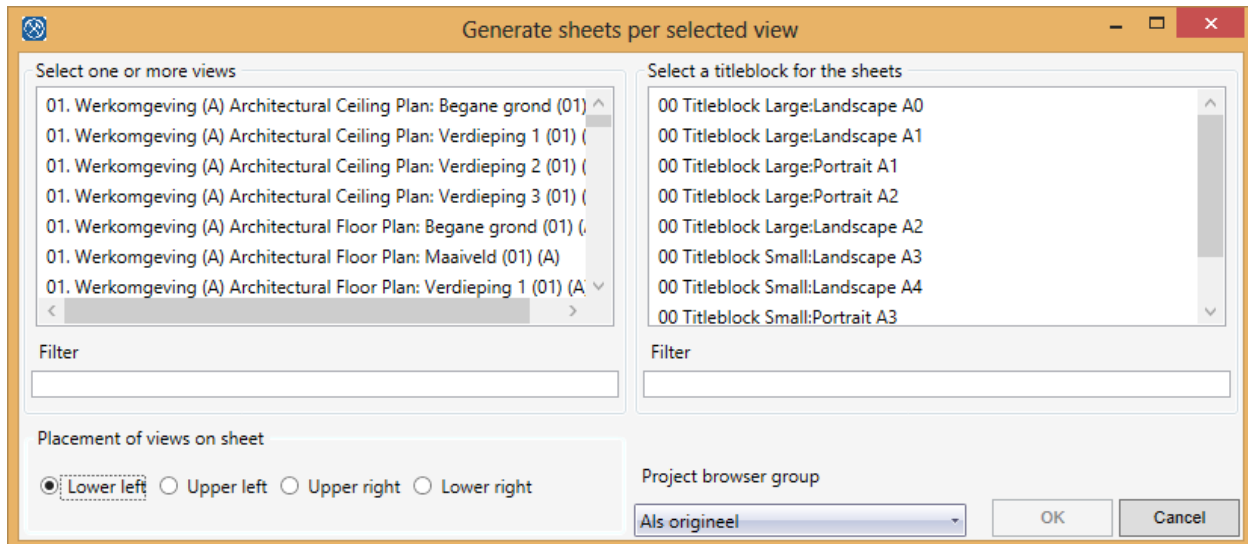 Generate sheets per selected view
Select one or more views
01. Werkomgeving (A) Architectural Ceiling Plan: Begane grond (01)
01. Werkomgeving (A) Architectural Ceiling Plan: Verdieping 1 (01) (
01. Werkomgeving (A) Architectural Ceiling Plan: Verdieping 2 (01) (
01. Werkomgeving (A) Architectural Ceiling Plan: Verdieping 3 (01) (
01. Werkomgeving (A) Architectural Floor Plan: Begane grond (01) (
01. Werkomgeving (A) Architectural Floor Plan: Maaiveld (01) (A)
01. Werkomgeving (A) Architectural Floor Plan: Verdieping 1 (01) (A
Filter
Select a titleblock for the sheets
00 Titleblock Large:Landscape A0
00 Titleblock Large:Landscape A1
00 Titleblock Large:Portrait A1
00 Titleblock Large:Portrait A2
00 Titleblock Large:Landscape A2
00 Titleblock Small:Landscape A3
00 Titleblock Small:Landscape A4
00 Titleblock Small:Portrait A3
Filter
Placement of views on sheet
Lower left Upper left Upper right Lower right
Project browser group
Als origineel
OK Cancel